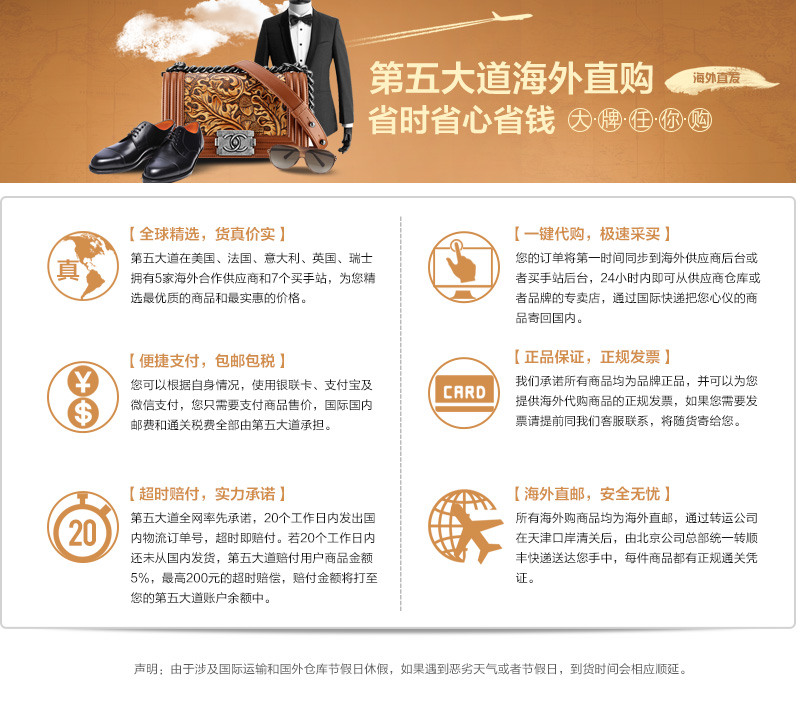 第五大道海外直购
海外直发
省时省心省钱 大·牌·任·你·购
【 全球精选，货真价实 】
真
第五大道在美国、法国、意大利、英国、瑞士
拥有5家海外合作供应商和7个买手站，为您精
选最优质的商品和最实惠的价格。
【 一键代购，极速采买 】
您的订单将第一时间同步到海外供应商后台或
者买手站后台，24小时内即可从供应商仓库或
者品牌的专卖店，通过国际快递把您心仪的商
品寄回国内。
【 便捷支付，包邮包税 】
¥
$
您可以根据自身情况，使用银联卡、支付宝及
微信支付，您只需要支付商品售价，国际国内
邮费和通关税费全部由第五大道承担。
【 正品保证，正规发票 】
CARD
我们承诺所有商品均为品牌正品，并可以为您
提供海外代购商品的正规发票，如果您需要发
票请提前同我们客服联系，将随货寄给您。
【 超时赔付，实力承诺 】
20
第五大道全网率先承诺，20个工作日内发出国
内物流订单号，超时即赔付。若20个工作日内
还未从国内发货，第五大道赔付用户商品金额
5%，最高200元的超时赔偿，赔付金额将打至
您的第五大道账户余额中。
【 海外直邮，安全无忧 】
所有海外购商品均为海外直邮，通过转运公司
在天津口岸清关后，由北京公司总部统一转顺
丰快递送达您手中，每件商品都有正规通关凭
证。
声明：由于涉及国际运输和国外仓库节假日休假，如果遇到恶劣天气或者节假日，到货时间会相应顺延。